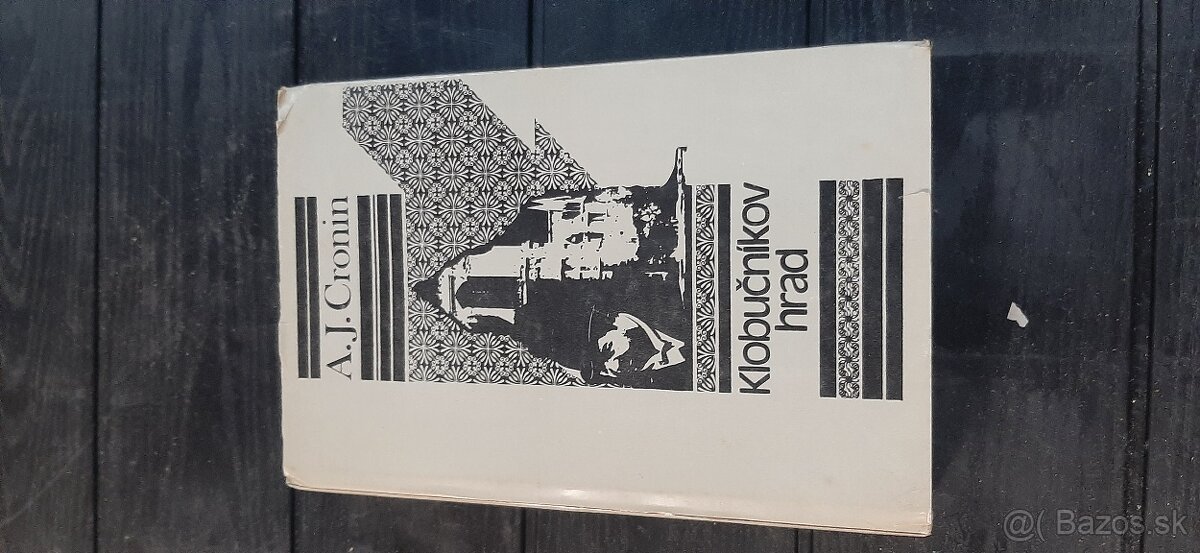 A. J. Cronin
Klobučníkov
hrad
@( Bazos.sk